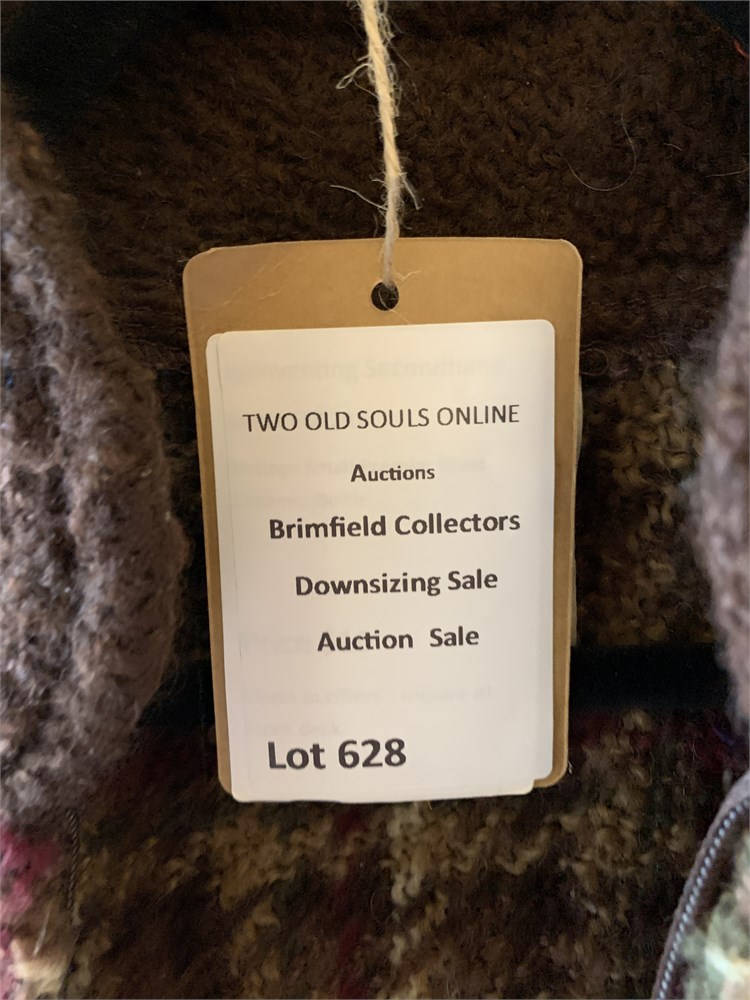 TWO OLD SOULS ONLINE
Auctions
Brimfield Collectors
Downsizing Sale
Auction Sale
Lot 628